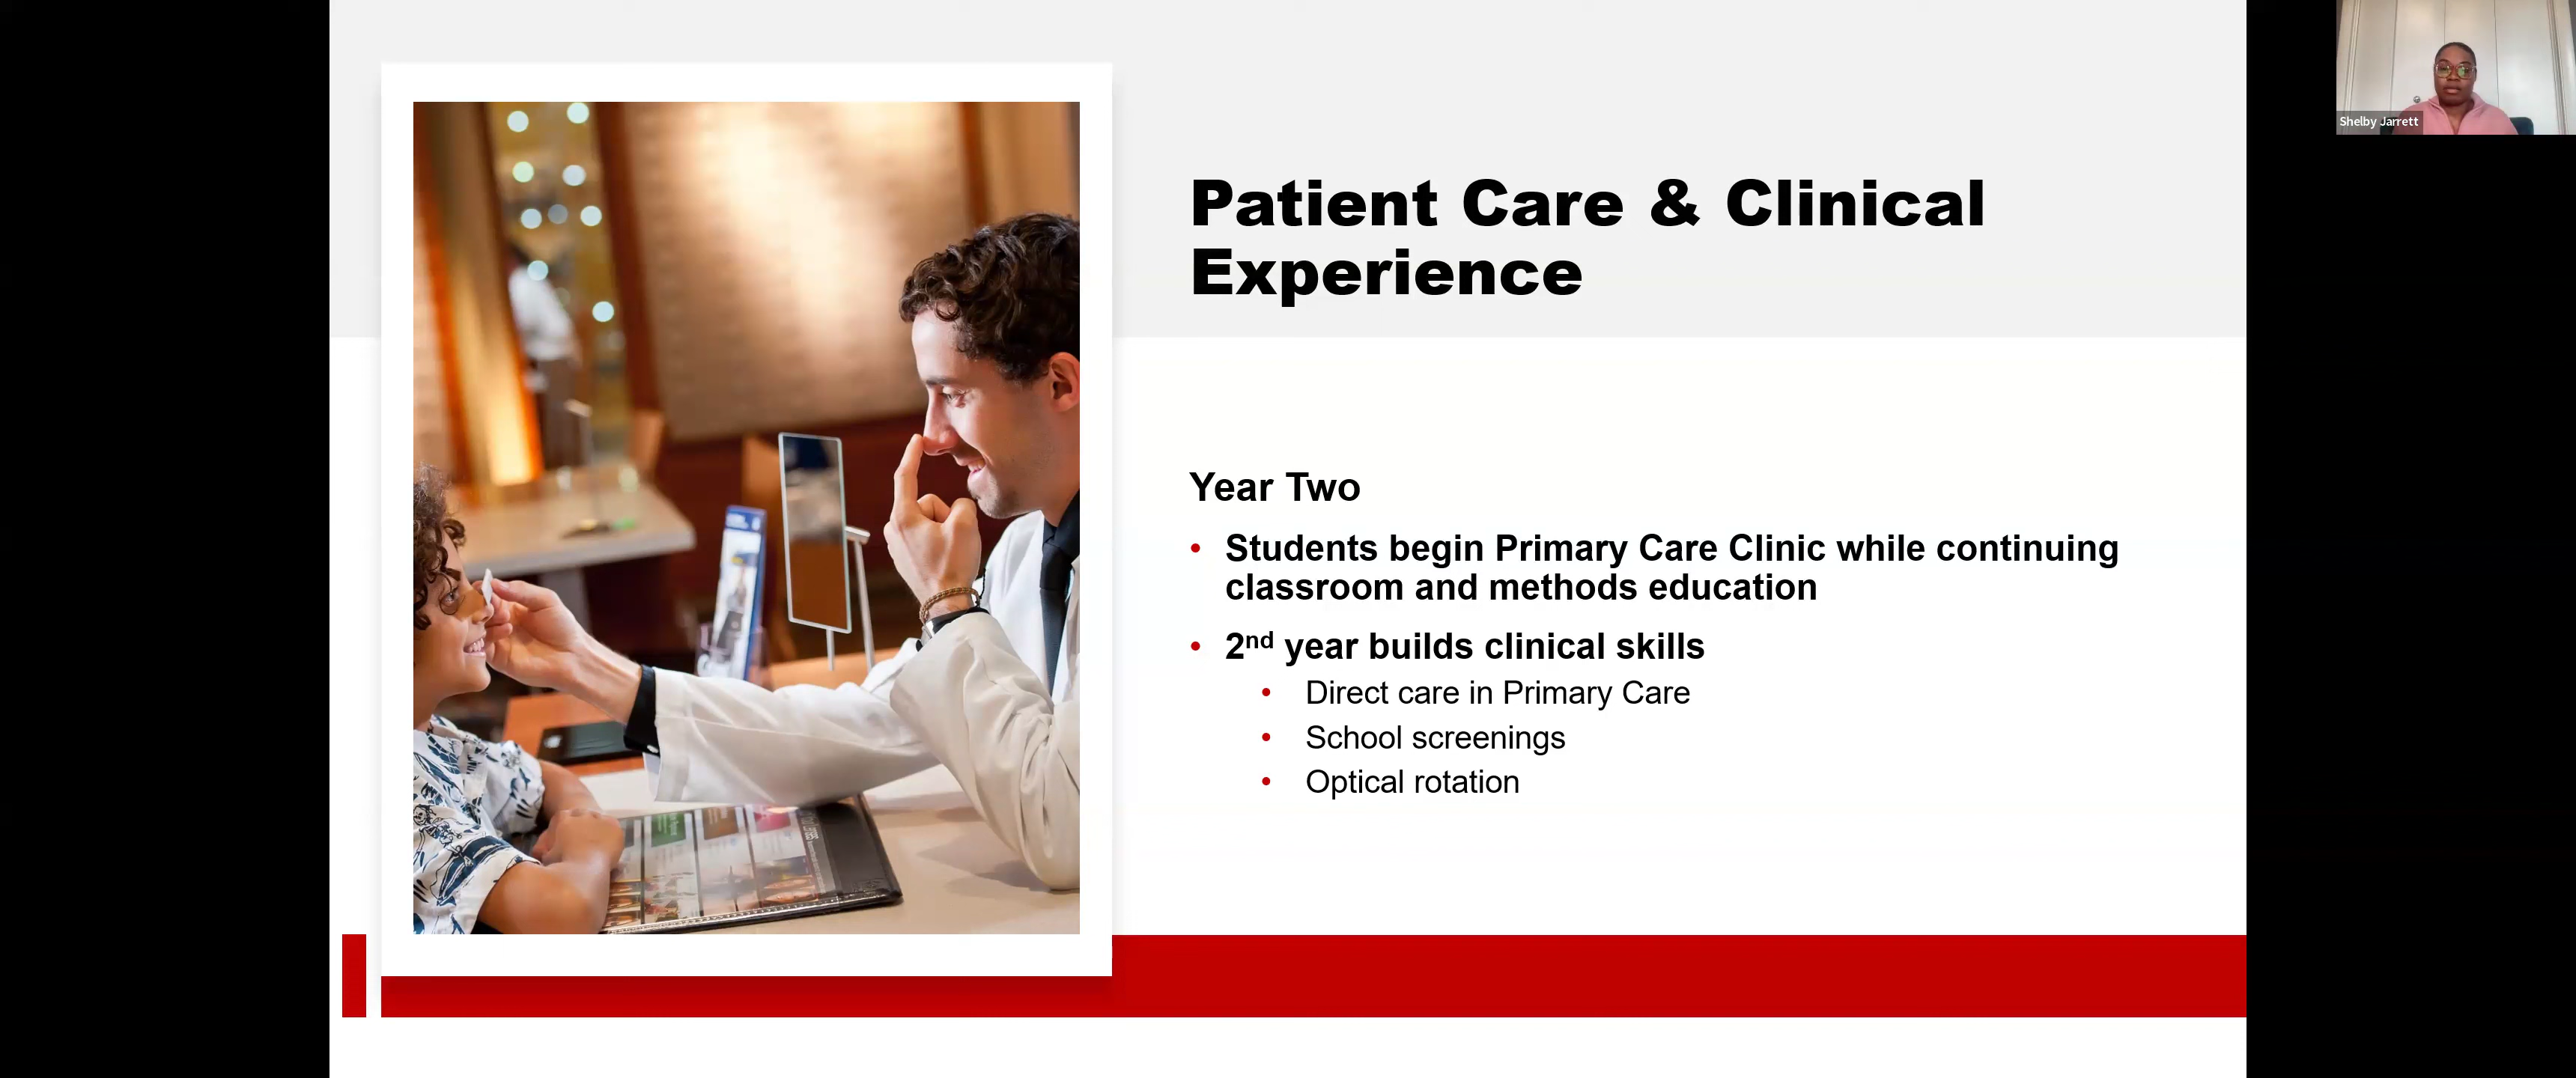 Patient Care & Clinical
Experience
Year Two
• Students begin Primary Care Clinic while continuing
classroom and methods education
• 2nd year builds clinical skills
• Direct care in Primary Care
• School screenings
• Optical rotation
Shelby Jarrett